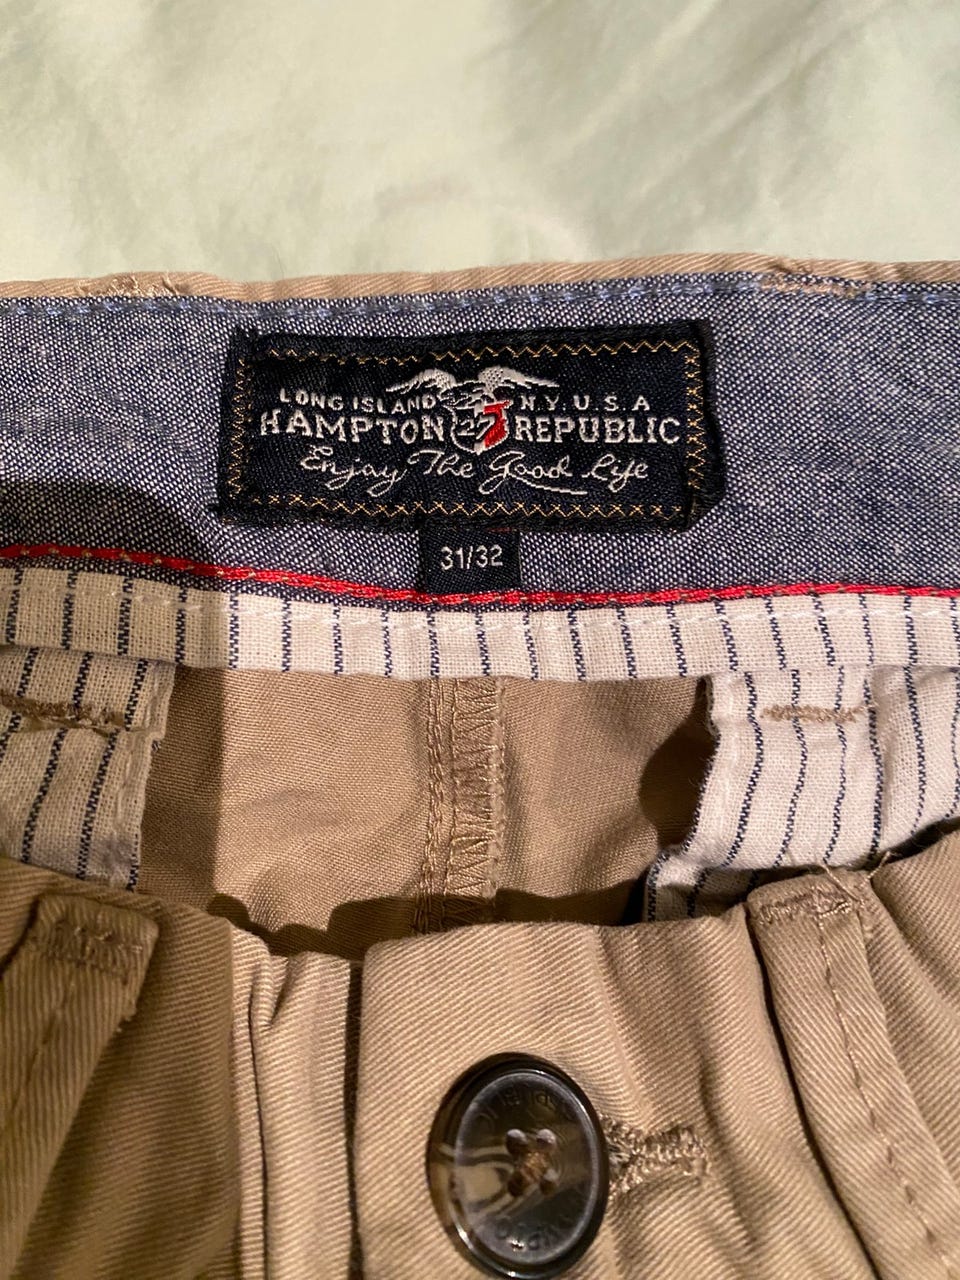 LONG ISLAND N.Y. U.S.A
HAMPTON 27 REPUBLIC
Enjoy The Good Life
31/32